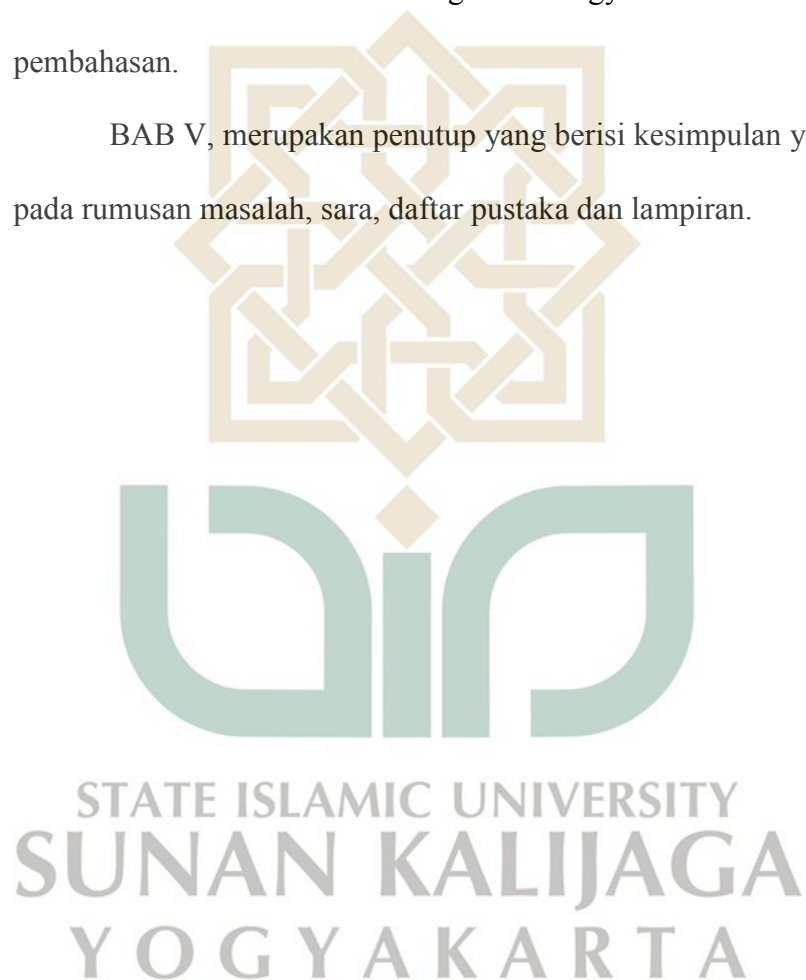 pembahasan.
BAB V, merupakan penutup yang berisi kesimpulan y
pada rumusan masalah, sara, daftar pustaka dan lampiran.
uin
STATE ISLAMIC UNIVERSITY
SUNAN KALIJAGA
YOGYAKARTA